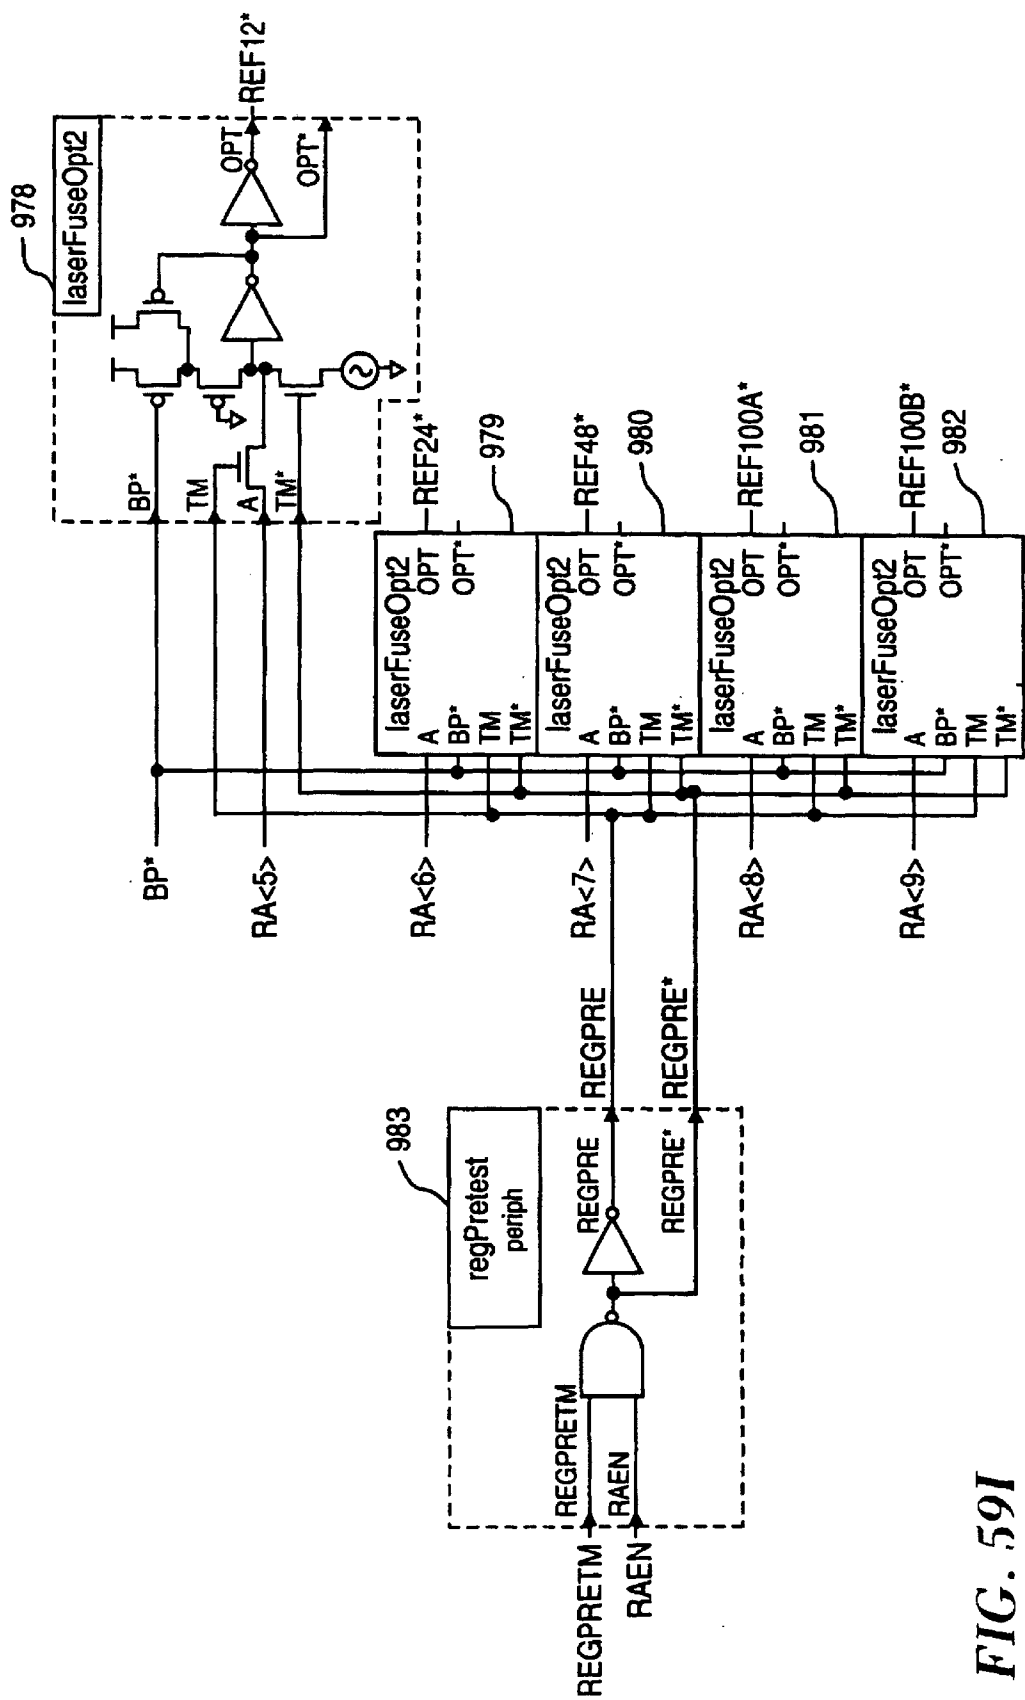 978
laserFuseOpt2
BP*
TM
A
TM*
OPT
REF12*
OPT*
BP*
RA<5>
RA<6>
RA<7>
RA<8>
RA<9>
laserFuseOpt2
A
BP*
TM
TM*
OPT
OPT*
REF24*
979
laserFuseOpt2
A
BP*
TM
TM*
OPT
OPT*
REF48*
980
laserFuseOpt2
A
BP*
TM
TM*
OPT
OPT*
REF100A*
981
laserFuseOpt2
A
BP*
TM
TM*
OPT
OPT*
REF100B*
982
983
regPretest
periph
REGPRETM
RAEN
REGPRETM
RAEN
REGPRE
REGPRE*
REGPRE
REGPRE*
FIG. 59I